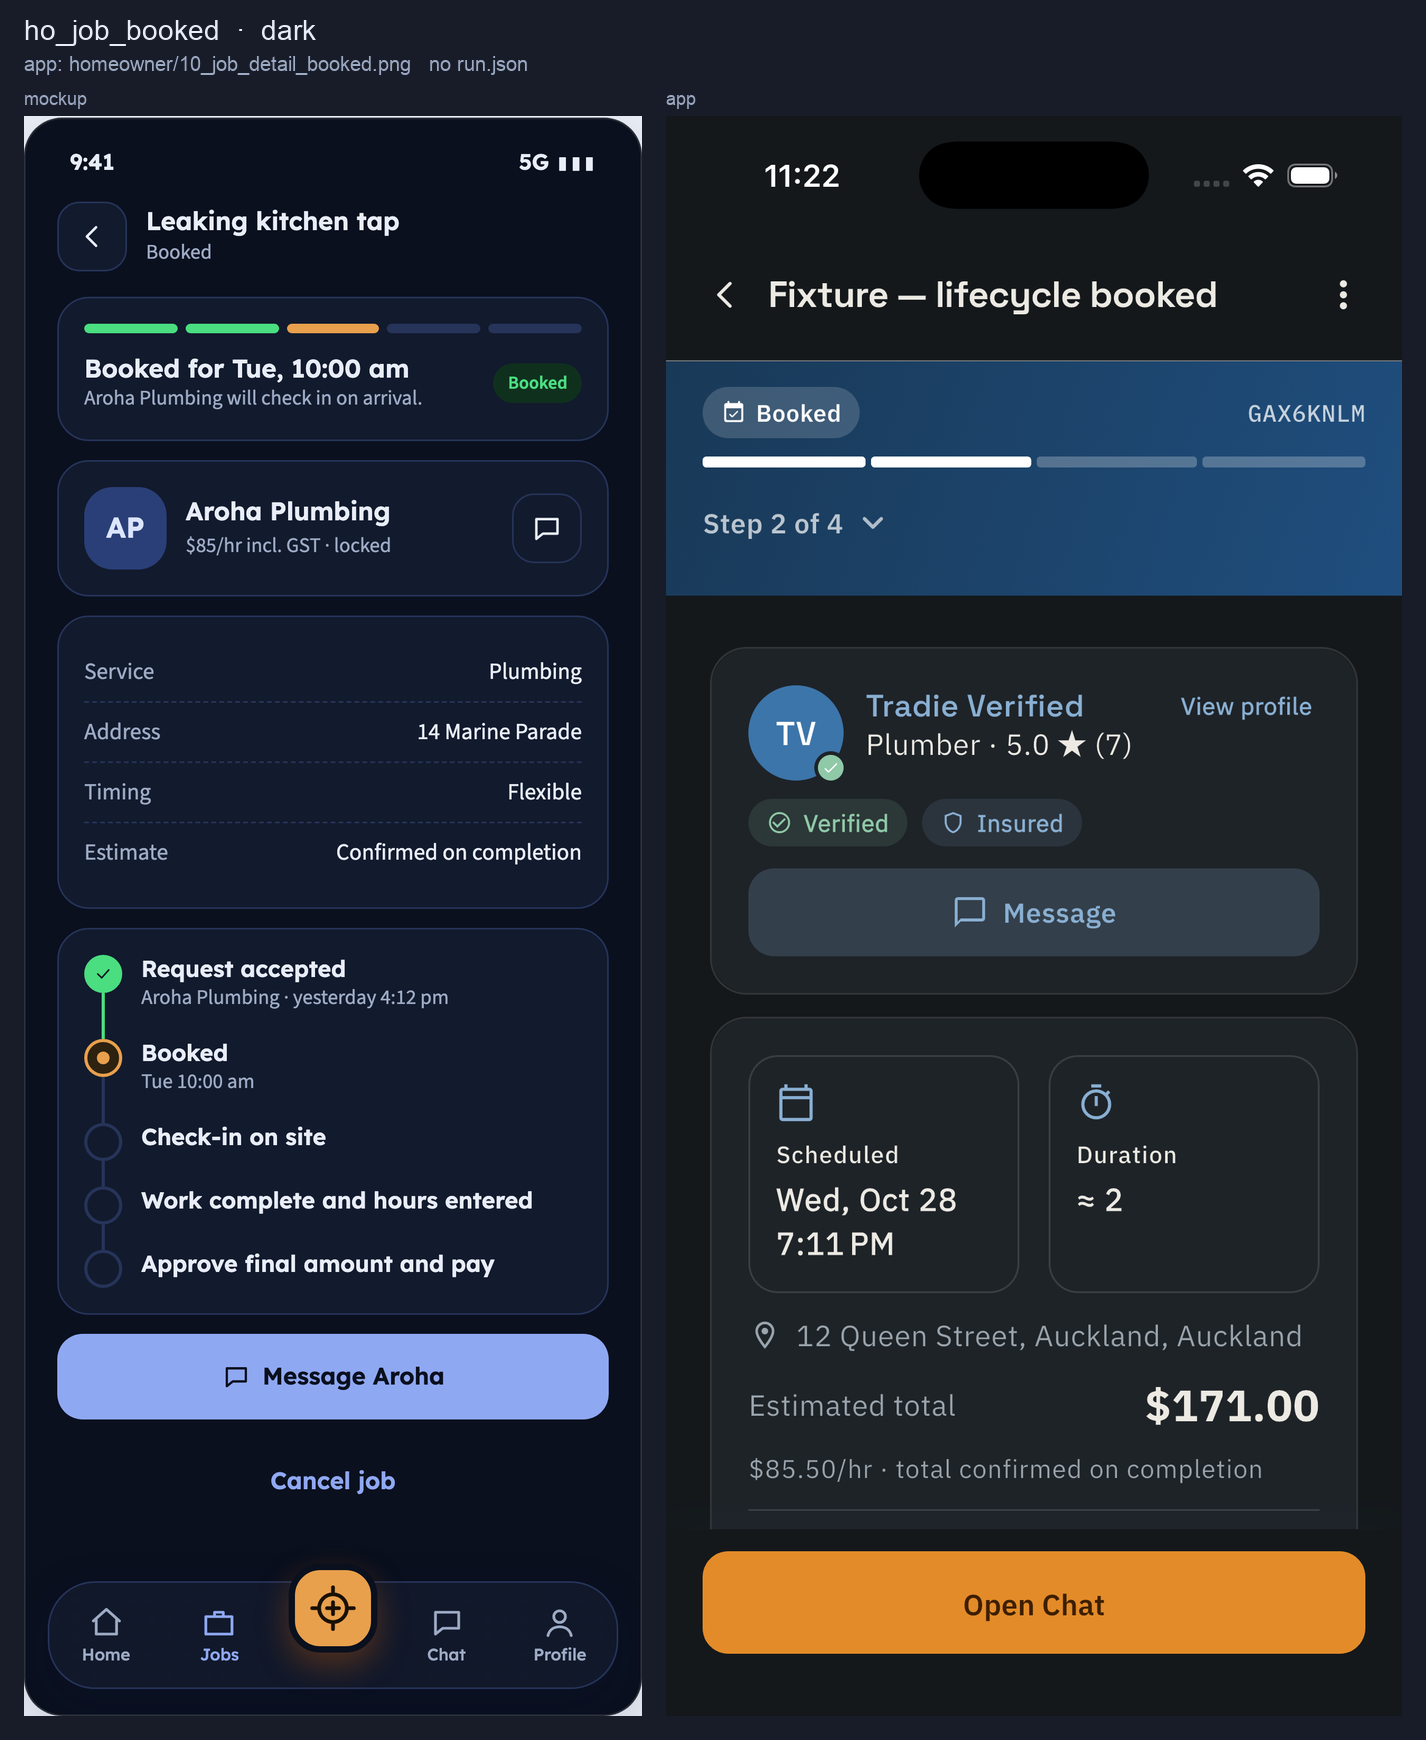 ho_job_booked · dark
app: homeowner/10_job_detail_booked.png no run.json
mockup
9:41
5G
Leaking kitchen tap
Booked
Booked for Tue, 10:00 am
Aroha Plumbing will check in on arrival.
Booked
AP
Aroha Plumbing
$85/hr incl. GST · locked
Service
Plumbing
Address
14 Marine Parade
Timing
Flexible
Estimate
Confirmed on completion
Request accepted
Aroha Plumbing · yesterday 4:12 pm
Booked
Tue 10:00 am
Check-in on site
Work complete and hours entered
Approve final amount and pay
Message Aroha
Cancel job
Home
Jobs
Chat
Profile
app
11:22
Fixture — lifecycle booked
Booked
GAX6KNLM
Step 2 of 4
TV
Tradie Verified
View profile
Plumber · 5.0 ★ (7)
Verified
Insured
Message
Scheduled
Wed, Oct 28
7:11 PM
Duration
≈ 2
12 Queen Street, Auckland, Auckland
Estimated total
$171.00
$85.50/hr · total confirmed on completion
Open Chat